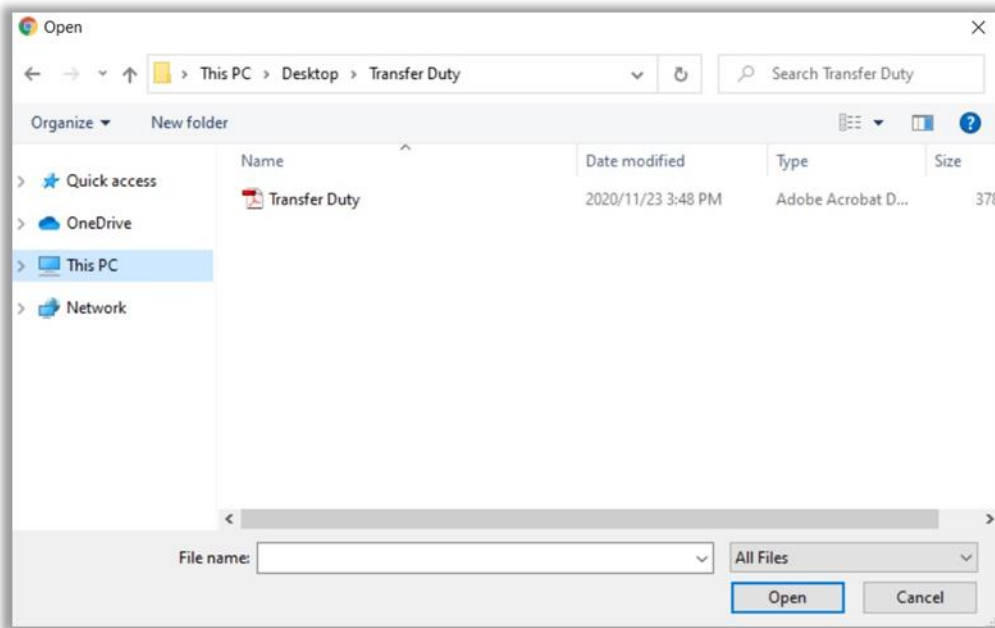 Open
This PC > Desktop > Transfer Duty
Search Transfer Duty
Organize
New folder
?
Name
Date modified
Type
Size
Quick access
OneDrive
This PC
Network
Transfer Duty
2020/11/23 3:48 PM
Adobe Acrobat D...
File name:
All Files
Open
Cancel